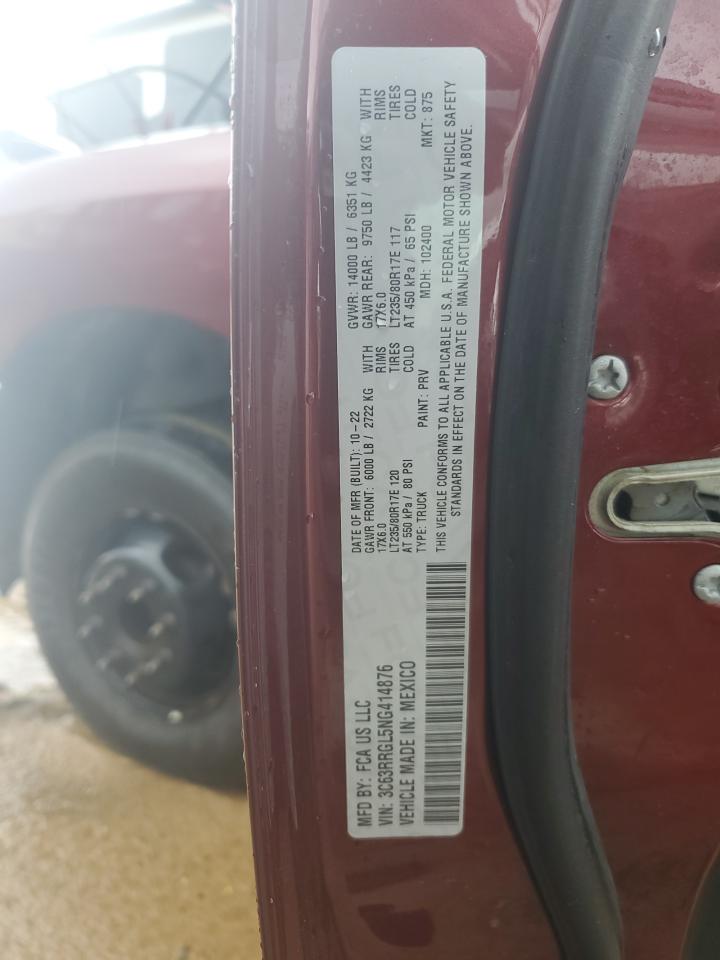 MFD BY: FCA US LLC
VIN: 3C63RRGL5NG414876
VEHICLE MADE IN: MEXICO
DATE OF MFR (BUILT): 10-22 GVWR: 14000 LB / 6351 KG
GAWR FRONT: 6000 LB / 2722 KG WITH GAWR REAR: 9750 LB / 4423 KG WITH
17X6.0 RIMS 17X6.0 RIMS
LT235/80R17E 120 TIRES LT235/80R17E 117 TIRES
AT 550 kPa / 80 PSI COLD AT 450 kPa / 65 PSI COLD
TYPE: TRUCK PAINT: PRV MDH: 102400 MKT: 875
THIS VEHICLE CONFORMS TO ALL APPLICABLE U.S.A. FEDERAL MOTOR VEHICLE SAFETY
STANDARDS IN EFFECT ON THE DATE OF MANUFACTURE SHOWN ABOVE.